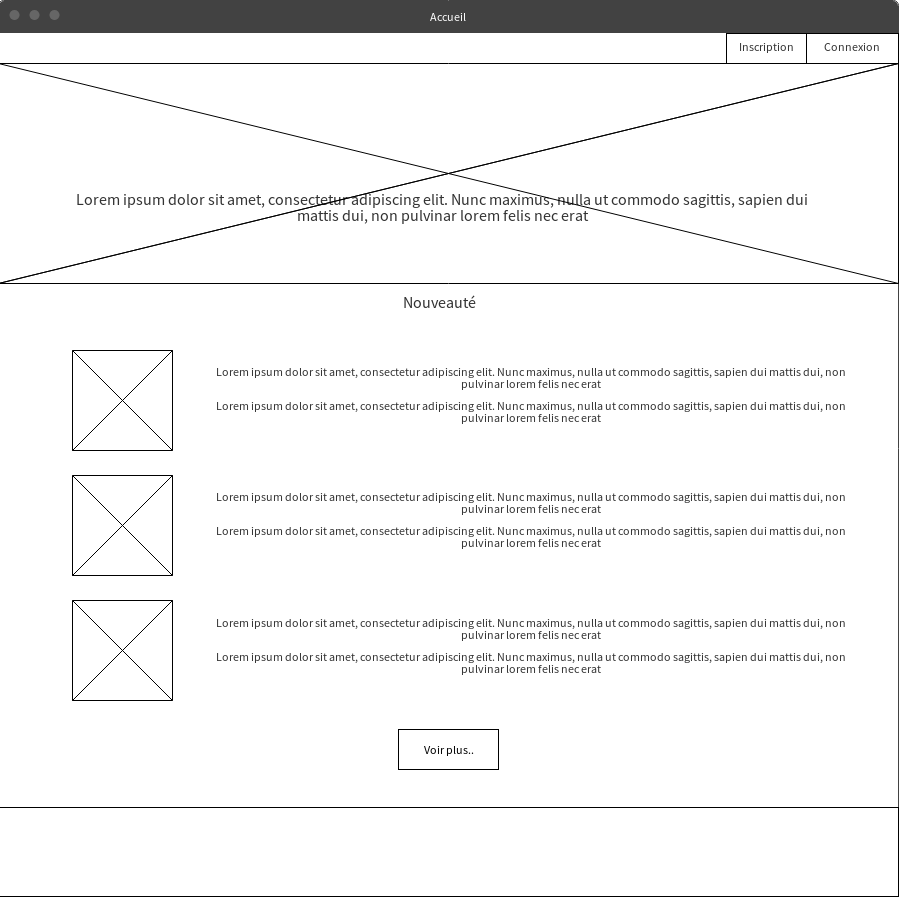 Accueil
Inscription
Connexion
Lorem ipsum dolor sit amet, consectetur adipiscing elit. Nunc maximus, nulla ut commodo sagittis, sapien dui
mattis dui, non pulvinar lorem felis nec erat
Nouveauté
Lorem ipsum dolor sit amet, consectetur adipiscing elit. Nunc maximus, nulla ut commodo sagittis, sapien dui mattis dui, non
pulvinar lorem felis nec erat
Lorem ipsum dolor sit amet, consectetur adipiscing elit. Nunc maximus, nulla ut commodo sagittis, sapien dui mattis dui, non
pulvinar lorem felis nec erat
Lorem ipsum dolor sit amet, consectetur adipiscing elit. Nunc maximus, nulla ut commodo sagittis, sapien dui mattis dui, non
pulvinar lorem felis nec erat
Lorem ipsum dolor sit amet, consectetur adipiscing elit. Nunc maximus, nulla ut commodo sagittis, sapien dui mattis dui, non
pulvinar lorem felis nec erat
Lorem ipsum dolor sit amet, consectetur adipiscing elit. Nunc maximus, nulla ut commodo sagittis, sapien dui mattis dui, non
pulvinar lorem felis nec erat
Lorem ipsum dolor sit amet, consectetur adipiscing elit. Nunc maximus, nulla ut commodo sagittis, sapien dui mattis dui, non
pulvinar lorem felis nec erat
Voir plus..